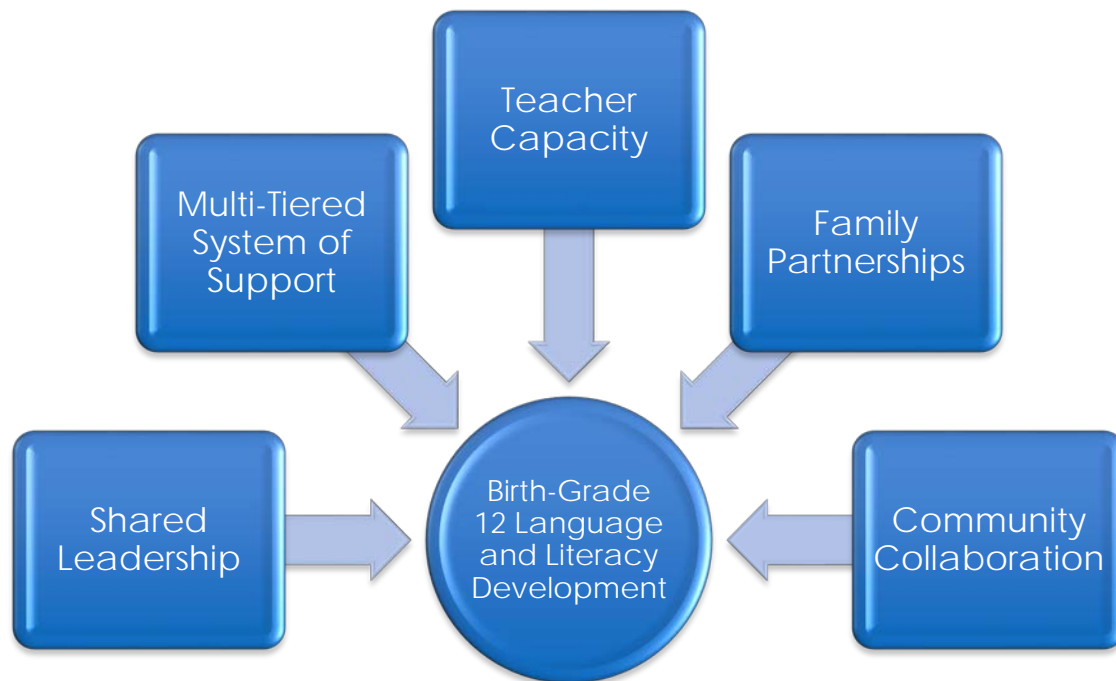 Teacher
Capacity
Multi-Tiered
System of
Support
Family
Partnerships
Shared
Leadership
Birth-Grade
12 Language
and Literacy
Development
Community
Collaboration